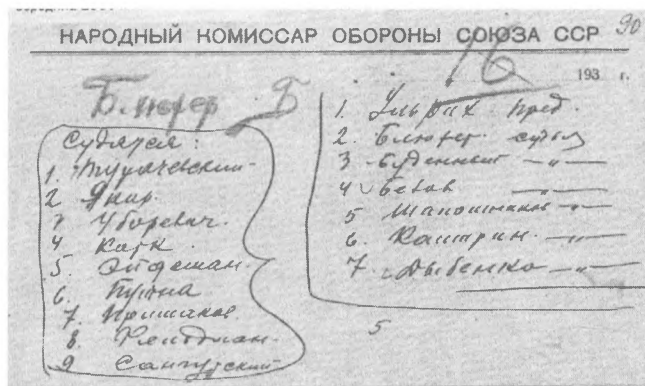 НАРОДНЫЙ КОМИССАР ОБОРОНЫ СОЮЗА ССР
90
16
193 г.
Б
Судятся:
1. Тухачевский
2 Якир
3 Уборевич
4 Корк
5. Эйдеман
6. Путна
7. Примаков
8. Фельдман
9 Сангурский
1. Ульрих пред.
2. Блюхер судья
3 Буденный —"—
4 Белов —"—
5 Шапошников —"—
6. Каширин —"—
7. Дыбенко —"—
5